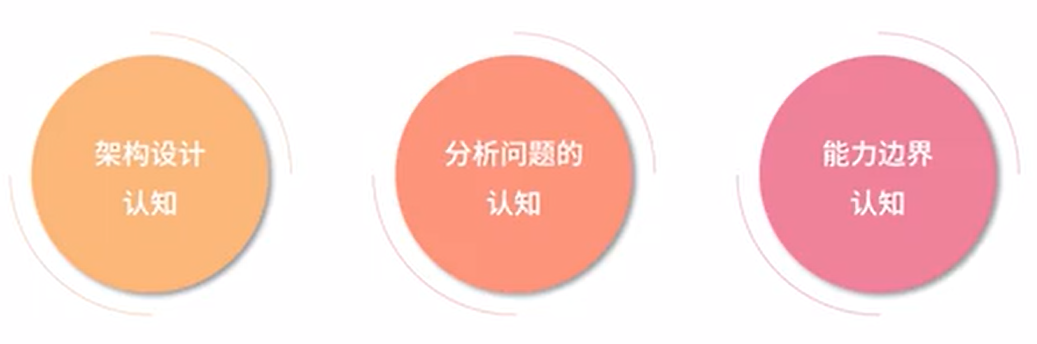 架构设计
认知
分析问题的
认知
能力边界
认知